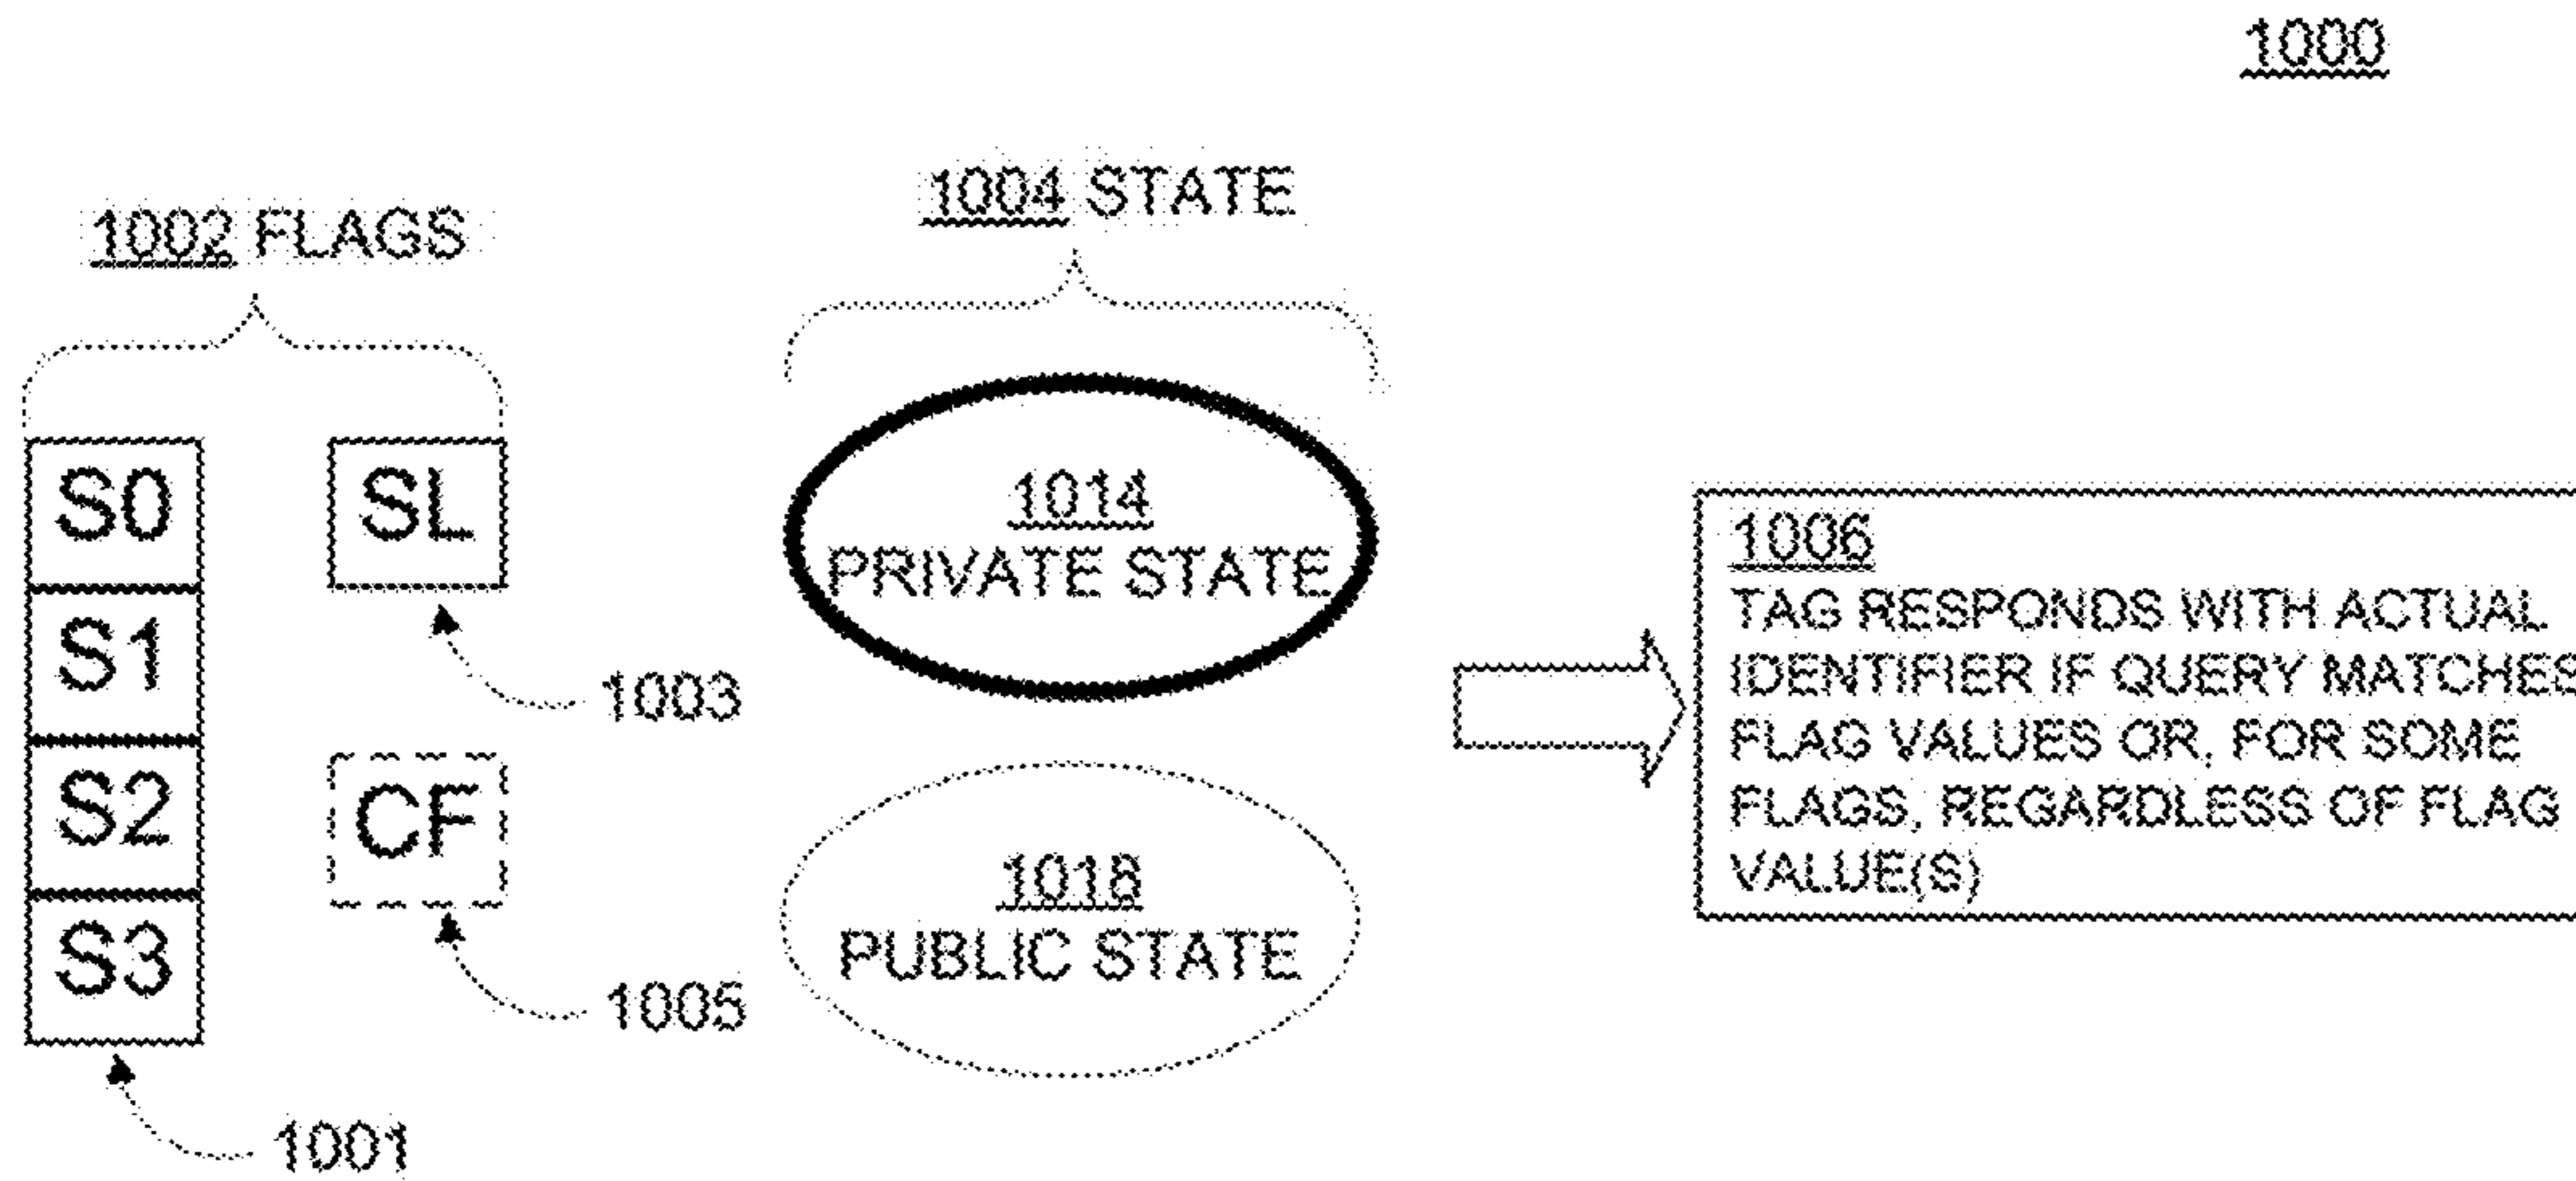 1000
1002 FLAGS
1004 STATE
S0
SL
S1
1003
S2
CF
S3
1005
1001
1014
PRIVATE STATE
1018
PUBLIC STATE
1006
TAG RESPONDS WITH ACTUAL
IDENTIFIER IF QUERY MATCHES
FLAG VALUES OR, FOR SOME
FLAGS, REGARDLESS OF FLAG
VALUE(S)